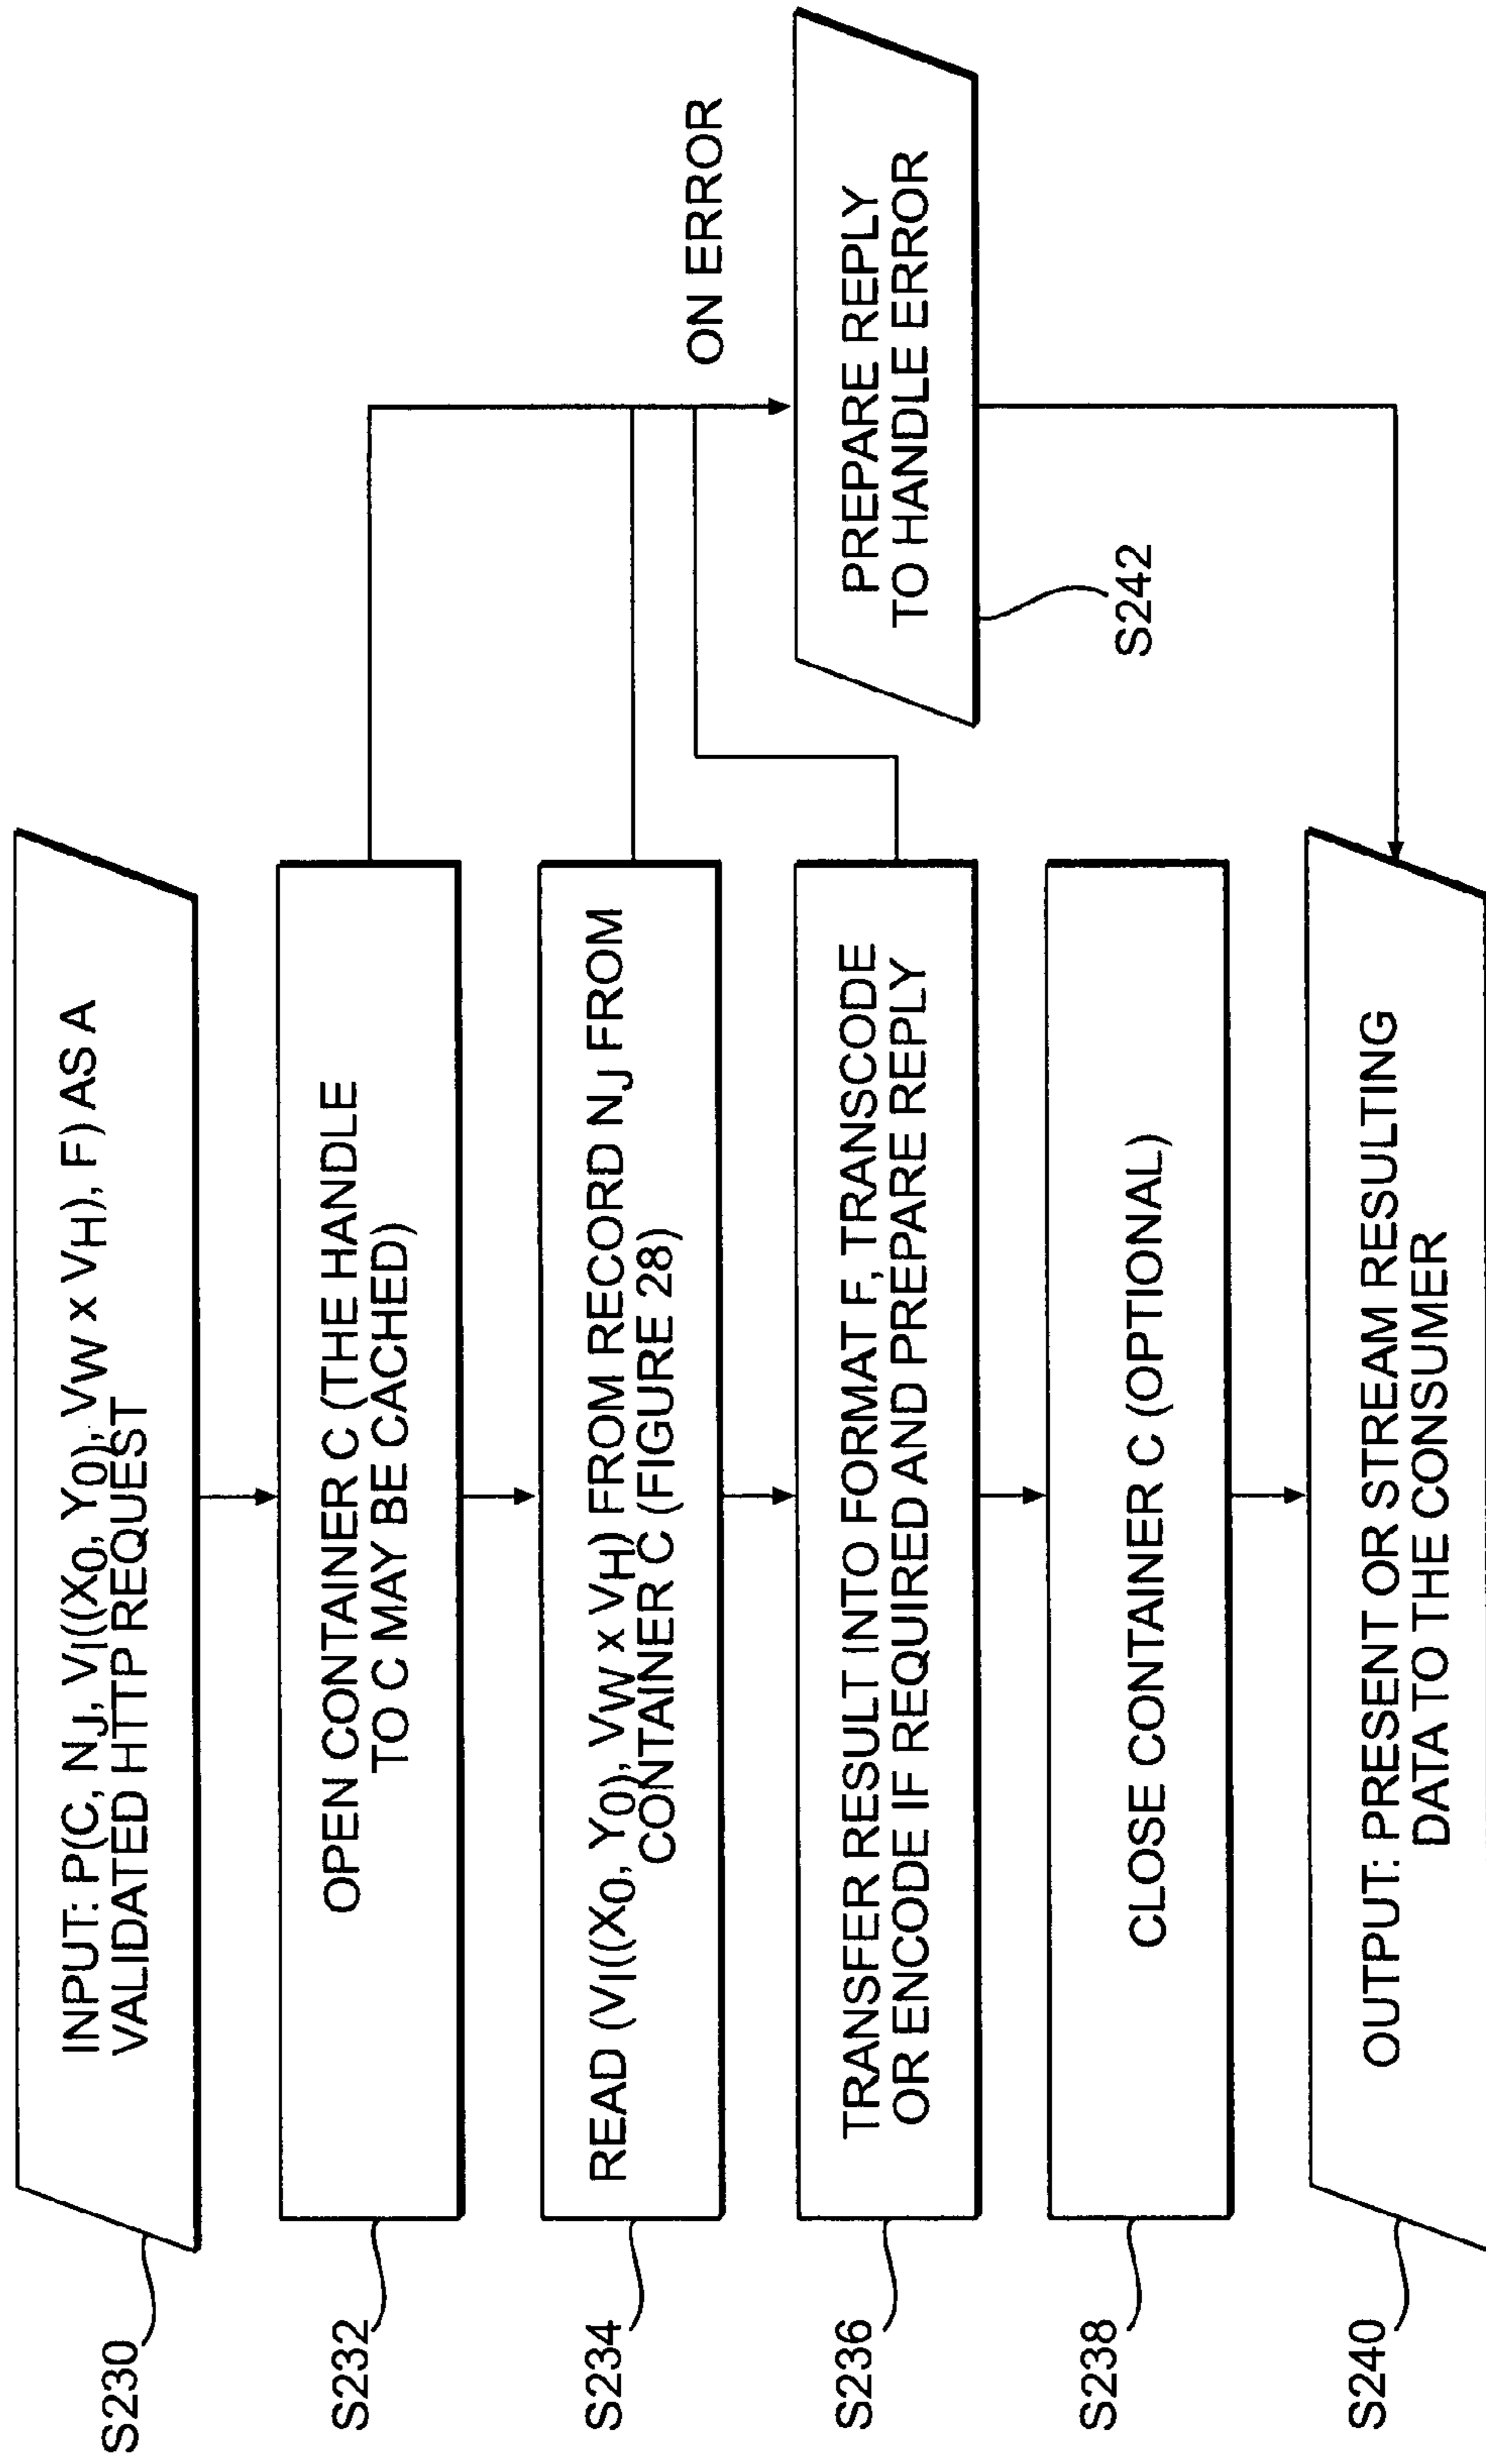 S230
INPUT: P(C, NJ, VI((X0, Y0), VW x VH), F) AS A
VALIDATED HTTP REQUEST
S232
OPEN CONTAINER C (THE HANDLE
TO C MAY BE CACHED)
S234
READ (VI((X0, Y0), VW x VH) FROM RECORD NJ FROM
CONTAINER C (FIGURE 28)
ON ERROR
S236
TRANSFER RESULT INTO FORMAT F, TRANSCODE
OR ENCODE IF REQUIRED AND PREPARE REPLY
PREPARE REPLY
TO HANDLE ERROR
S242
S238
CLOSE CONTAINER C (OPTIONAL)
S240
OUTPUT: PRESENT OR STREAM RESULTING
DATA TO THE CONSUMER